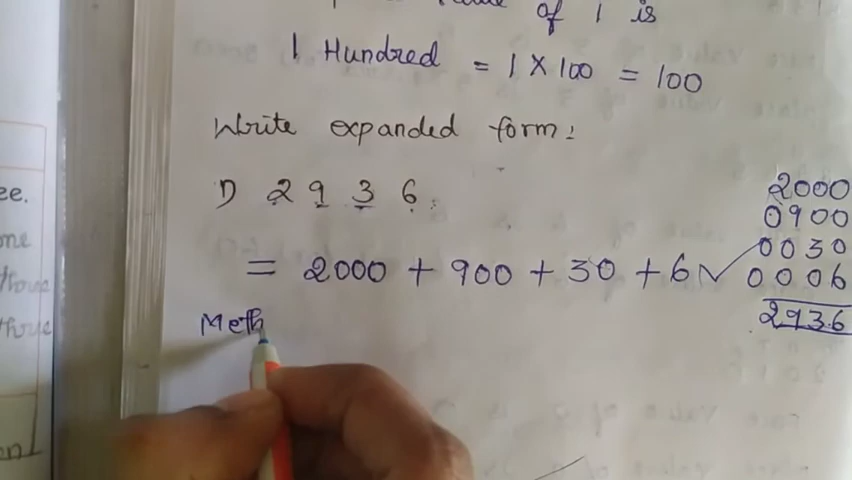 of 1 is
1 Hundred = 1 × 100 = 100
Write expanded form:
1) 2 9 3 6
= 2000 + 900 + 30 + 6 ✓
2000
0900
0030
0006
2936
Meth
ee.